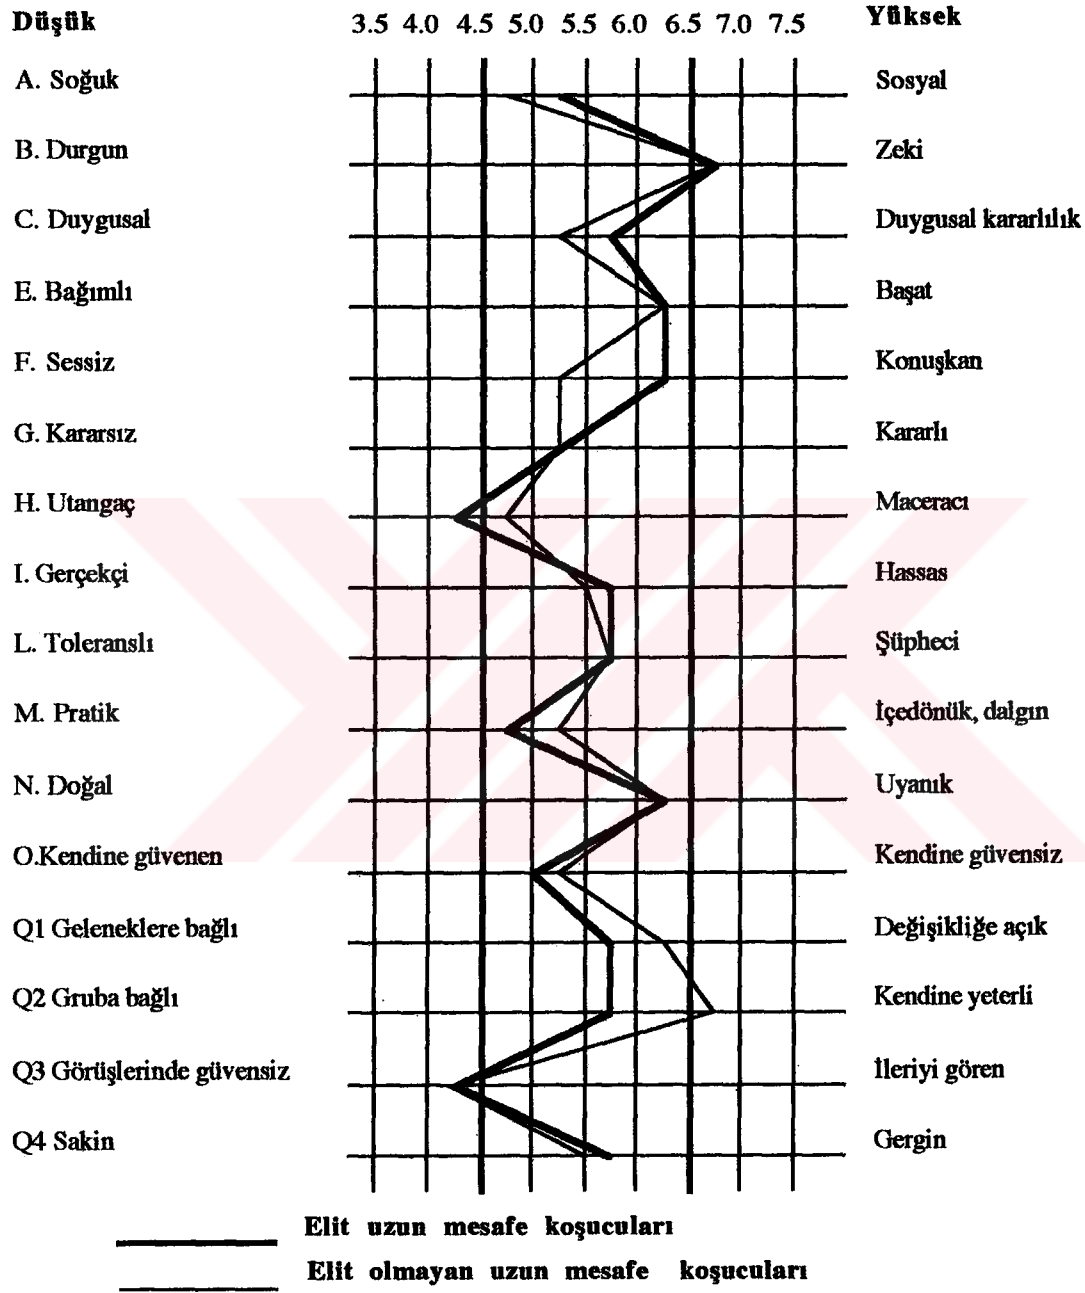 Düşük 3.5 4.0 4.5 5.0 5.5 6.0 6.5 7.0 7.5 Yüksek
A. Soğuk Sosyal
B. Durgun Zeki
C. Duygusal Duygusal kararlılık
E. Bağımlı Başat
F. Sessiz Konuşkan
G. Kararsız Kararlı
H. Utangaç Maceracı
I. Gerçekçi Hassas
L. Toleranslı Şüpheci
M. Pratik İçedönük, dalgın
N. Doğal Uyanık
O.Kendine güvenen Kendine güvensiz
Q1 Geleneklere bağlı Değişikliğe açık
Q2 Gruba bağlı Kendine yeterli
Q3 Görüşlerinde güvensiz İleriyi gören
Q4 Sakin Gergin
Elit uzun mesafe koşucuları
Elit olmayan uzun mesafe koşucuları